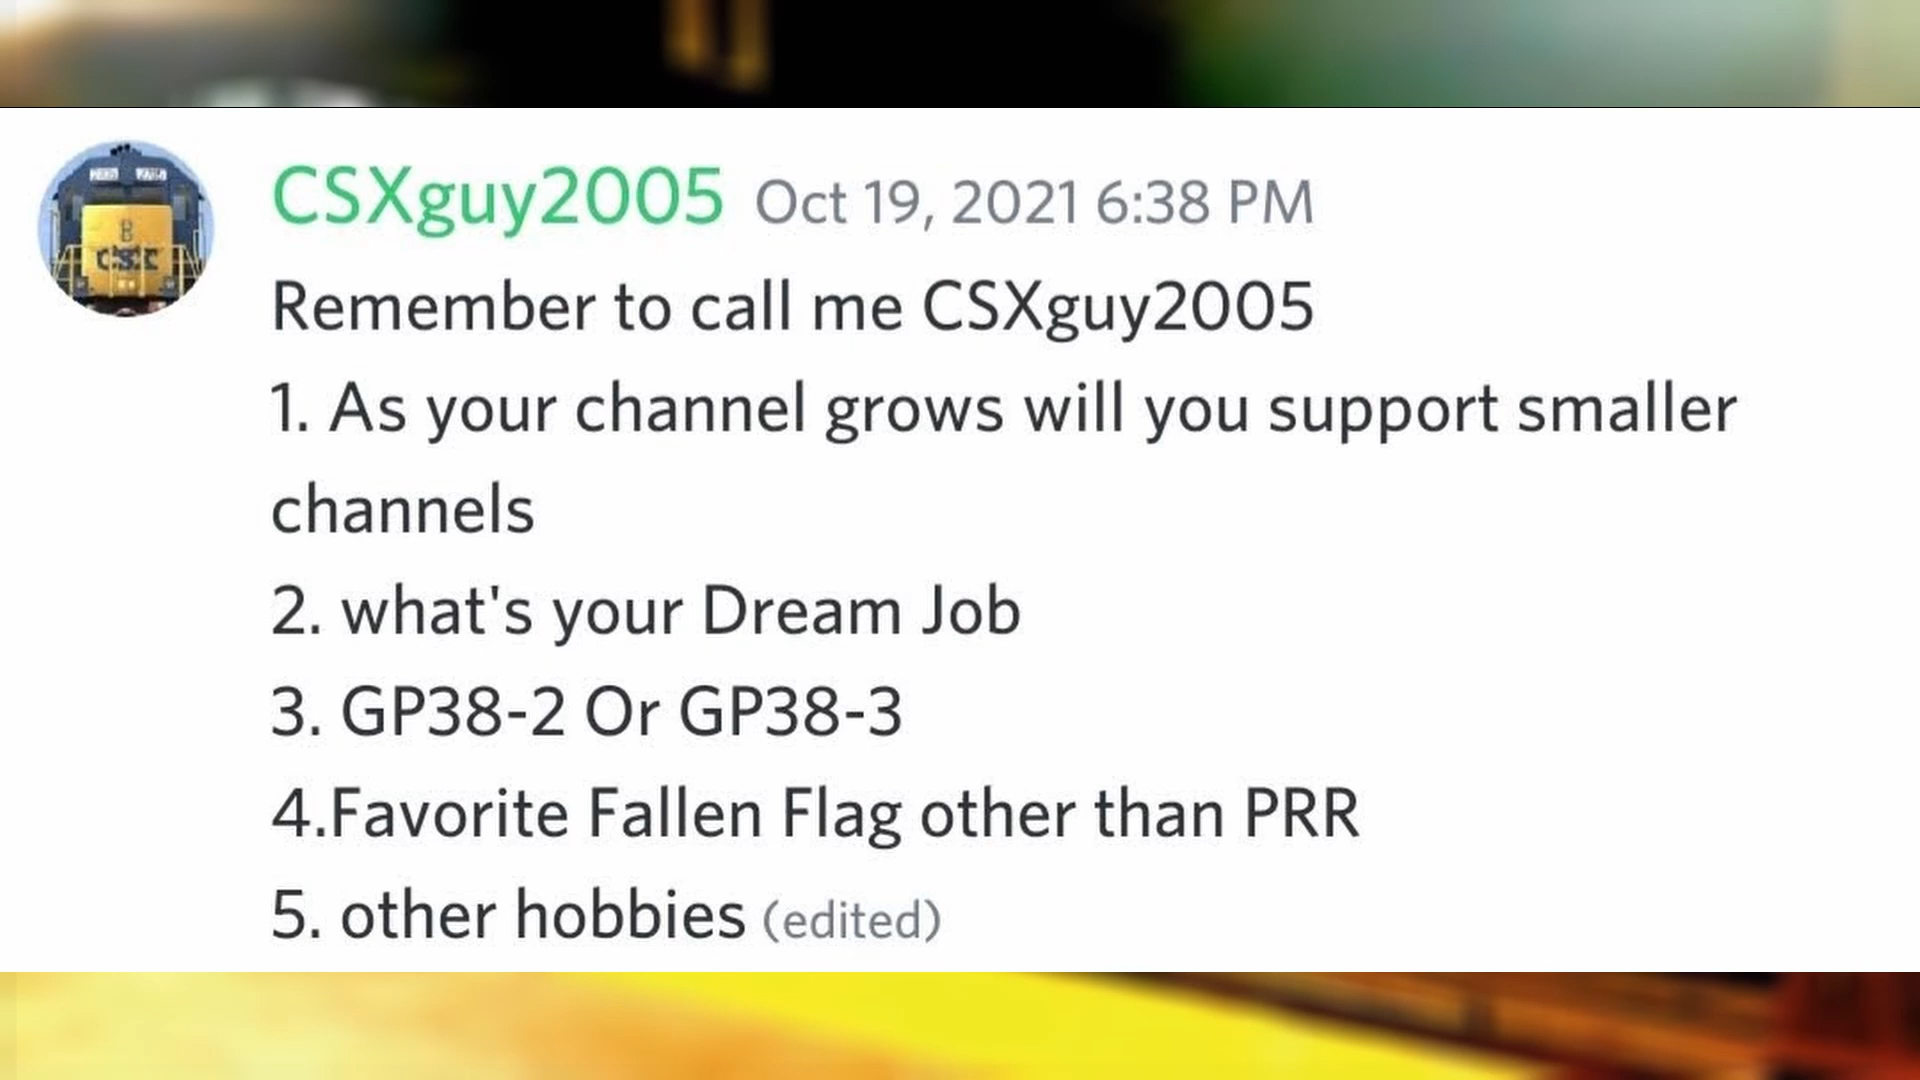 CSXguy2005 Oct 19, 2021 6:38 PM
Remember to call me CSXguy2005
1. As your channel grows will you support smaller
channels
2. what's your Dream Job
3. GP38-2 Or GP38-3
4.Favorite Fallen Flag other than PRR
5. other hobbies (edited)